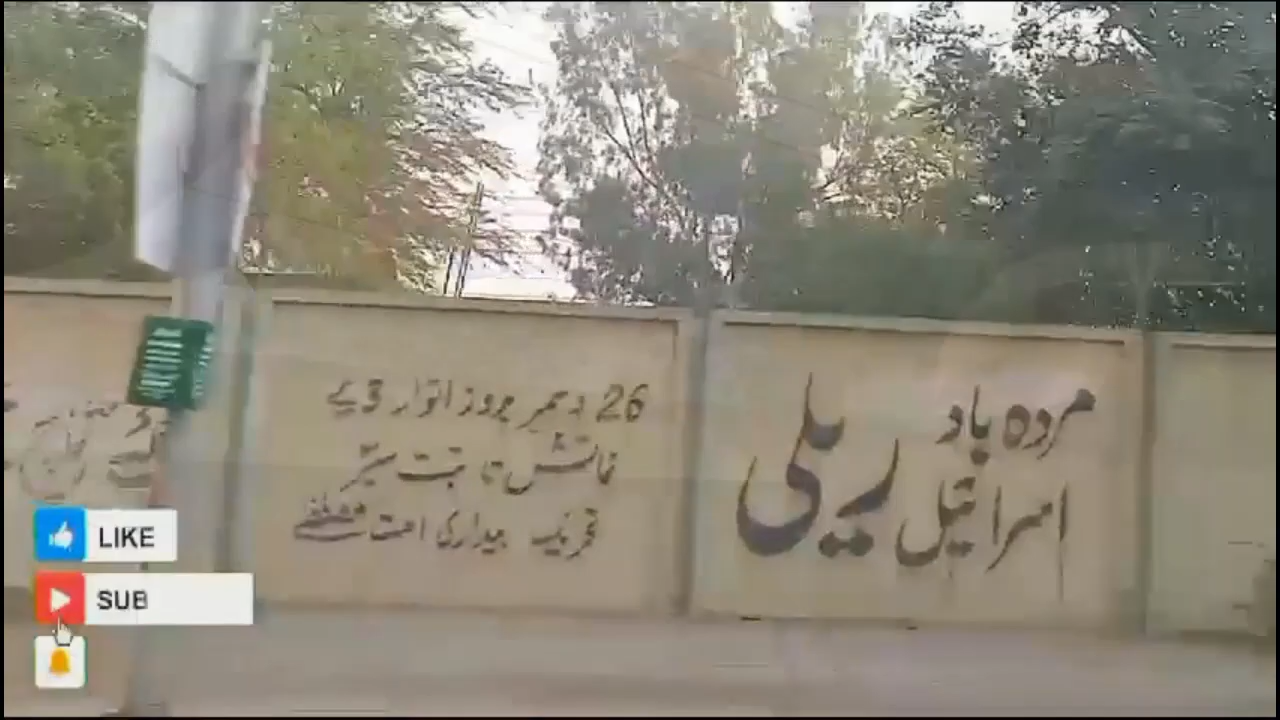 مردہ باد
اسرائیل ریلی
26 دسمبر بروز اتوار 3 بجے
نمائش تا تبت سینٹر
تحریک بیداری امت مصطفیٰ
LIKE
SUB